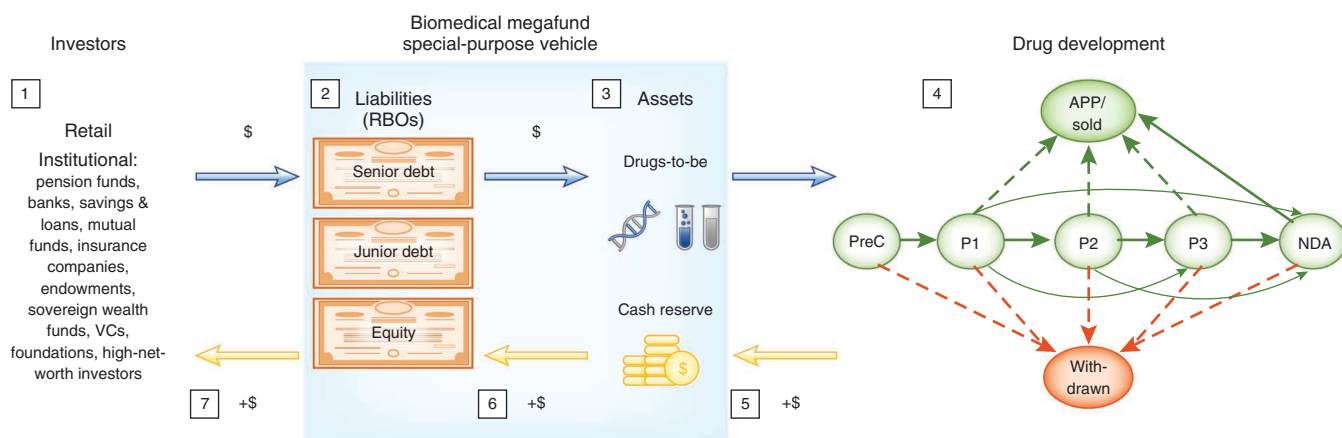 Investors
Biomedical megafund
special-purpose vehicle
Drug development
1
Retail
Institutional:
pension funds,
banks, savings &
loans, mutual
funds, insurance
companies,
endowments,
sovereign wealth
funds, VCs,
foundations, high-net-
worth investors
$
2
Liabilities
(RBOs)
Senior debt
Junior debt
Equity
$
3
Assets
Drugs-to-be
Cash reserve
$
4
APP/
sold
PreC
P1
P2
P3
NDA
With-
drawn
7
+$
6
+$
5
+$